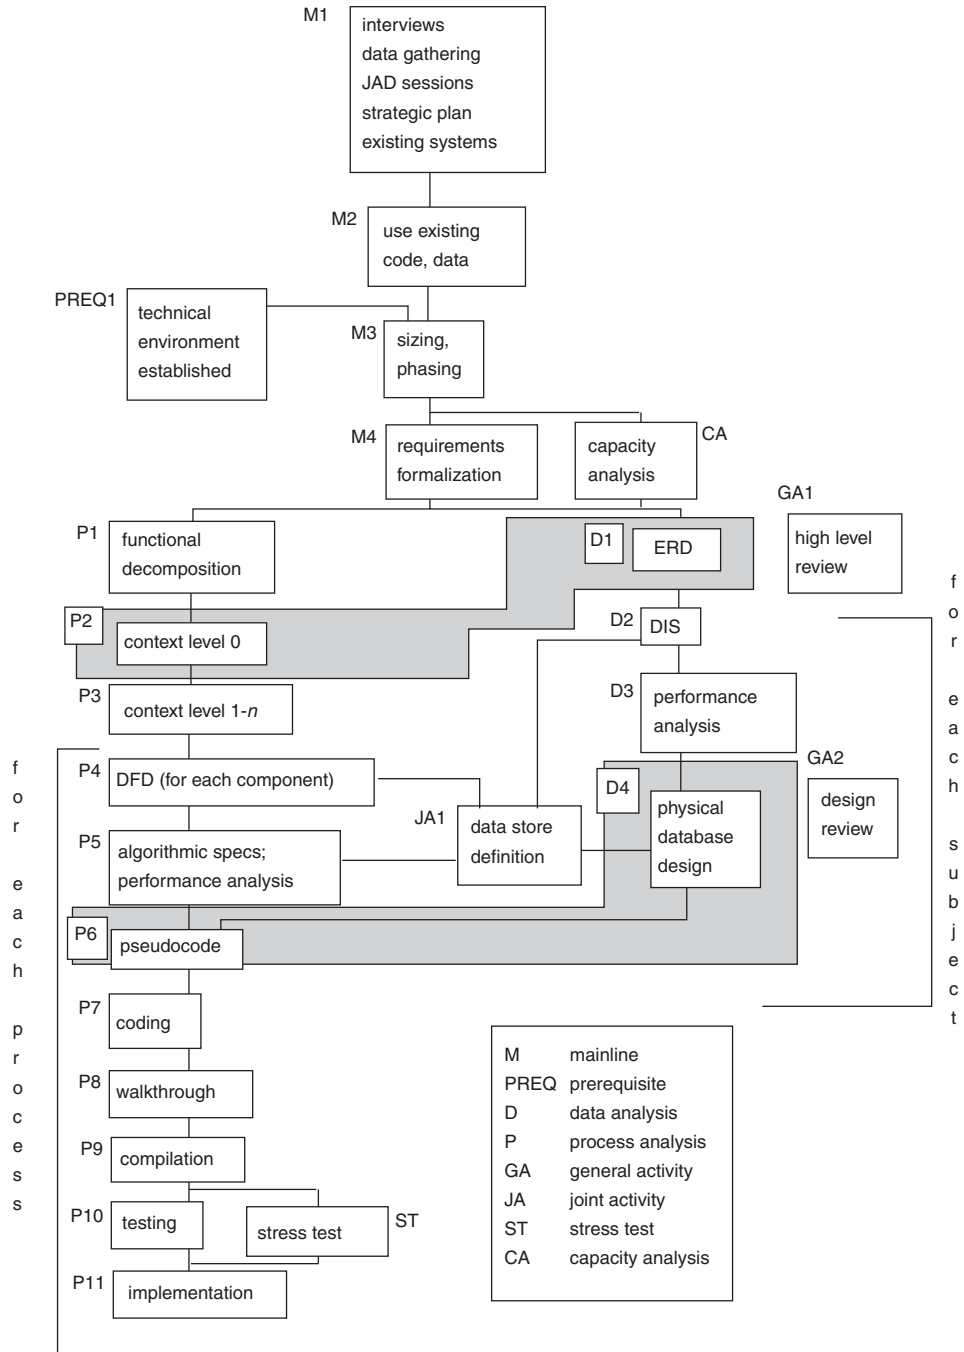 M1
interviews
data gathering
JAD sessions
strategic plan
existing systems
M2
use existing
code, data
PREQ1
technical
environment
established
M3
sizing,
phasing
M4
requirements
formalization
capacity
analysis
CA
GA1
high level
review
P1
functional
decomposition
D1
ERD
P2
context level 0
D2
DIS
P3
context level 1-n
D3
performance
analysis
P4
DFD (for each component)
GA2
design
review
D4
physical
database
design
JA1
data store
definition
P5
algorithmic specs;
performance analysis
P6
pseudocode
P7
coding
P8
walkthrough
P9
compilation
P10
testing
stress test
ST
P11
implementation
for each process
for each subject
M mainline
PREQ prerequisite
D data analysis
P process analysis
GA general activity
JA joint activity
ST stress test
CA capacity analysis